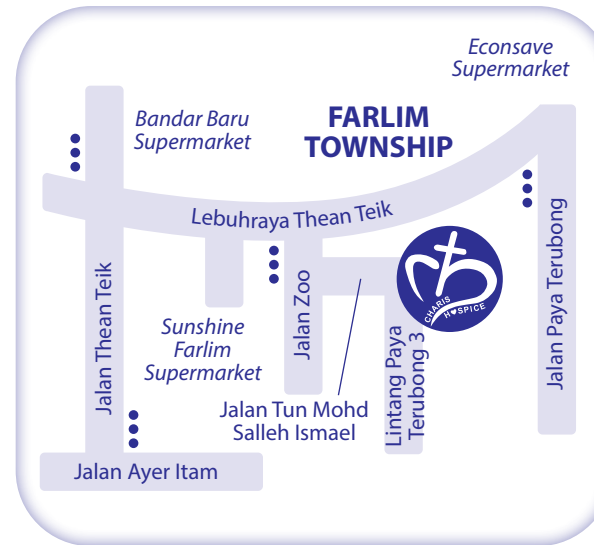 Econsave
Supermarket
Bandar Baru
Supermarket
FARLIM
TOWNSHIP
Lebuhraya Thean Teik
Jalan Thean Teik
Sunshine
Farlim
Supermarket
Jalan Zoo
CHARIS
H♥SPICE
Lintang Paya
Terubong 3
Jalan Paya Terubong
Jalan Tun Mohd
Salleh Ismael
Jalan Ayer Itam